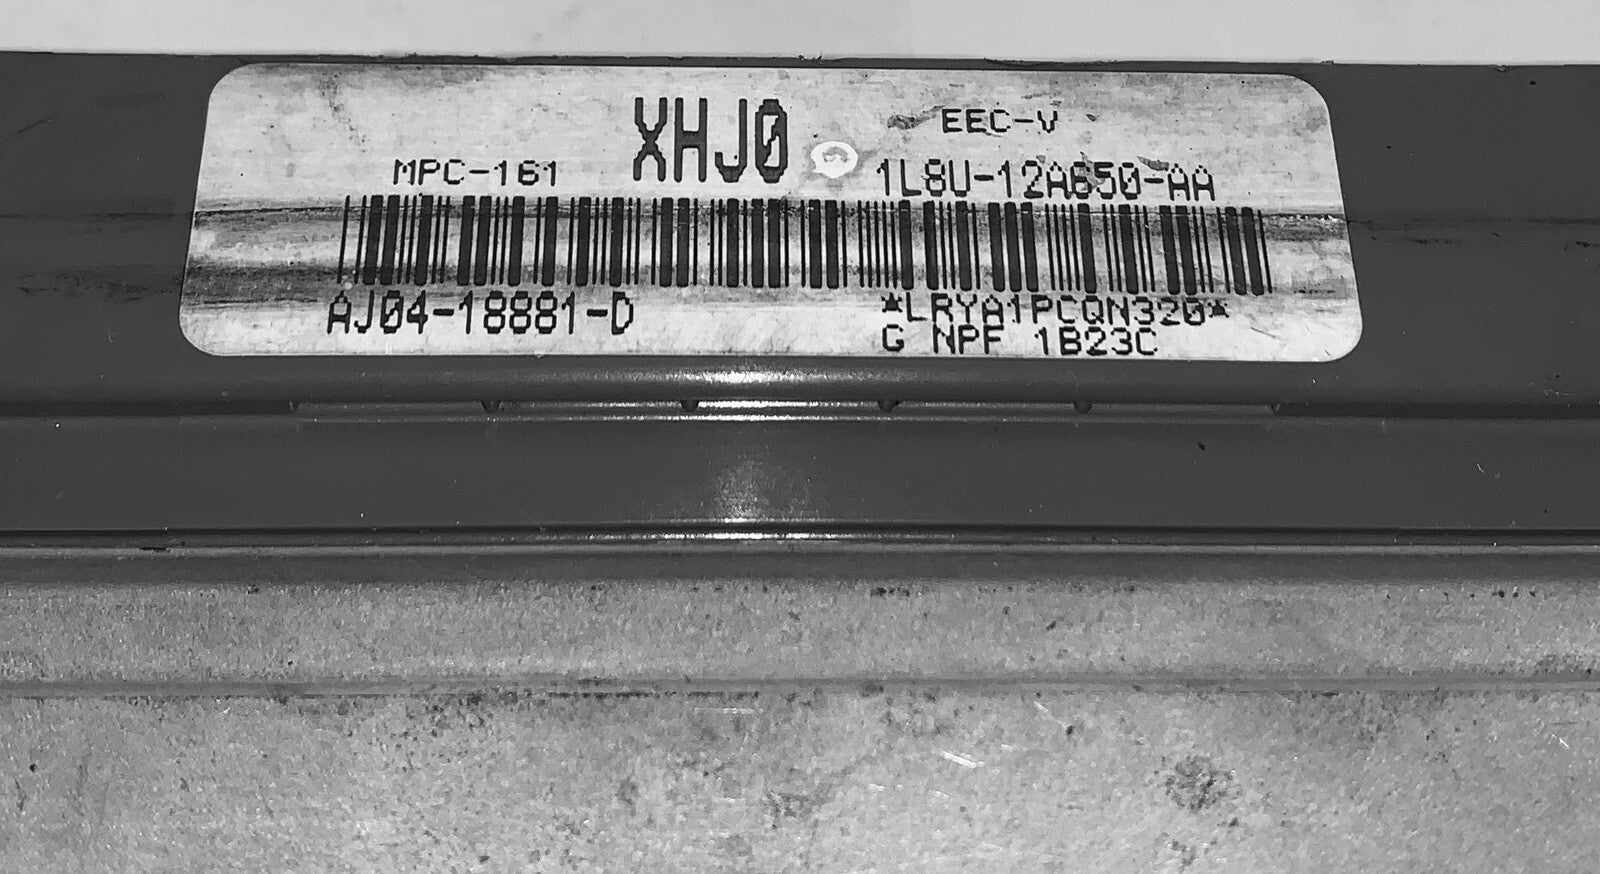 XHJ0
EEC-V
MPC-161
1L8U-12A650-AA
AJ04-18881-D
*LRYA1PCQN320*
G NPF 1B23C